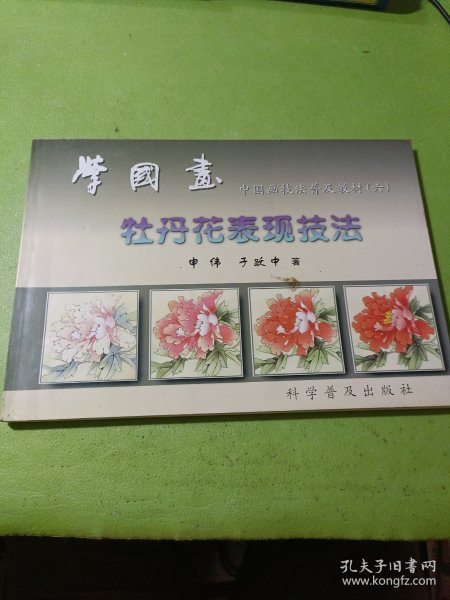 学國畫
中国画技法普及教材(六)
牡丹花表现技法
申伟 于跃中 著
科学普及出版社
孔夫子旧书网
www.kongfz.com